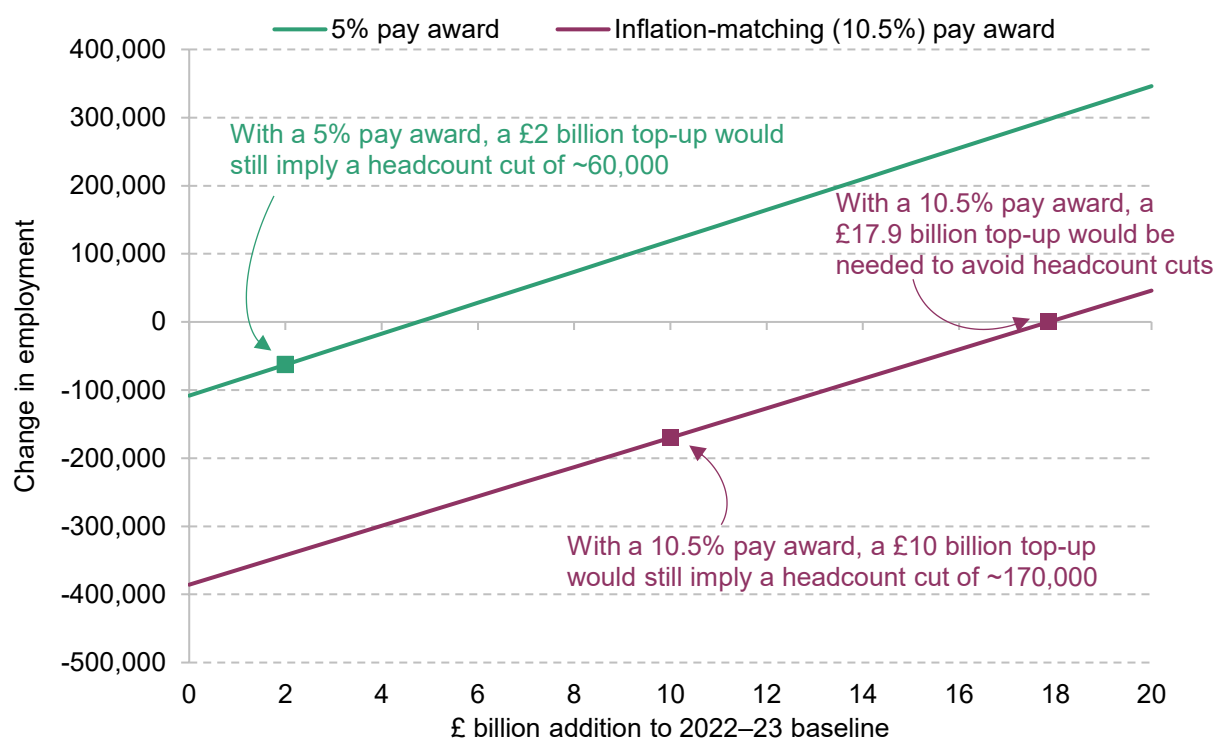 5% pay award
Inflation-matching (10.5%) pay award
400,000
300,000
200,000
100,000
0
-100,000
-200,000
-300,000
-400,000
-500,000
Change in employment
With a 5% pay award, a £2 billion top-up would
still imply a headcount cut of ~60,000
With a 10.5% pay award, a
£17.9 billion top-up would be
needed to avoid headcount cuts
With a 10.5% pay award, a £10 billion top-up
would still imply a headcount cut of ~170,000
0 2 4 6 8 10 12 14 16 18 20
£ billion addition to 2022–23 baseline